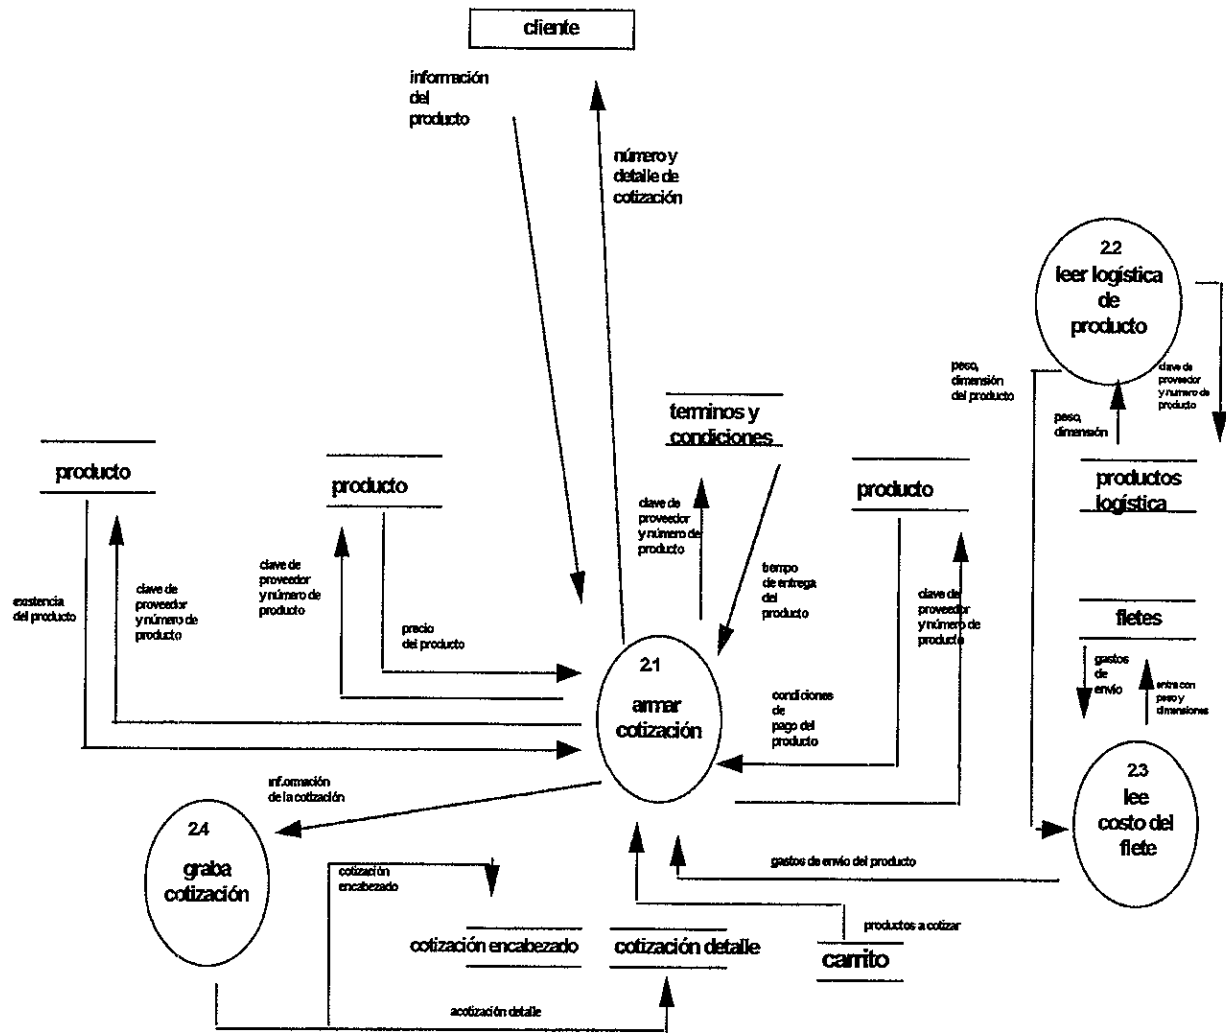 cliente
información
del
producto
número y
detalle de
cotización
2.2
leer logística
de
producto
peso,
dimensión
del producto
clave de
proveedor
y número de
producto
peso,
dimensión
terminos y
condiciones
producto
producto
producto
productos
logística
clave de
proveedor
y número de
producto
existencia
del producto
clave de
proveedor
y número de
producto
clave de
proveedor
y número de
producto
precio
del producto
tiempo
de entrega
del
producto
clave de
proveedor
y número de
producto
fletes
gastos
de
envío
entra con
peso y
dimensiones
2.1
armar
cotización
condiciones
de
pago del
producto
2.3
lee
costo del
flete
información
de la cotización
2.4
graba
cotización
cotización
encabezado
gastos de envío del producto
productos a cotizar
cotización encabezado
cotización detalle
carrito
acotización detalle